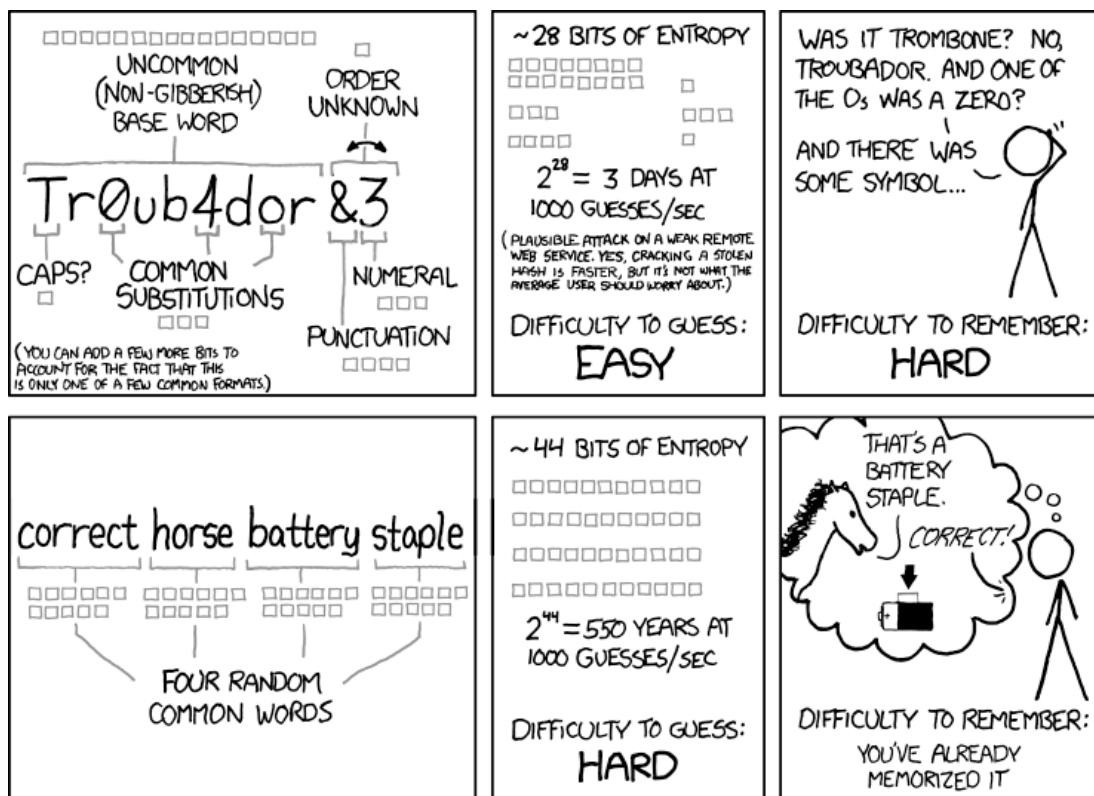 UNCOMMON
(NON-GIBBERISH)
BASE WORD
ORDER
UNKNOWN
Tr0ub4dor &3
CAPS?
COMMON
SUBSTITUTIONS
NUMERAL
PUNCTUATION
(YOU CAN ADD A FEW MORE BITS TO
ACCOUNT FOR THE FACT THAT THIS
IS ONLY ONE OF A FEW COMMON FORMATS.)
~28 BITS OF ENTROPY
2^28 = 3 DAYS AT
1000 GUESSES/SEC
(PLAUSIBLE ATTACK ON A WEAK REMOTE
WEB SERVICE. YES, CRACKING A STOLEN
HASH IS FASTER, BUT IT'S NOT WHAT THE
AVERAGE USER SHOULD WORRY ABOUT.)
DIFFICULTY TO GUESS:
EASY
WAS IT TROMBONE? NO,
TROUBADOR. AND ONE OF
THE Os WAS A ZERO?
AND THERE WAS
SOME SYMBOL...
DIFFICULTY TO REMEMBER:
HARD
correct horse battery staple
FOUR RANDOM
COMMON WORDS
~44 BITS OF ENTROPY
2^44 = 550 YEARS AT
1000 GUESSES/SEC
DIFFICULTY TO GUESS:
HARD
THAT'S A
BATTERY
STAPLE.
CORRECT!
+
DIFFICULTY TO REMEMBER:
YOU'VE ALREADY
MEMORIZED IT